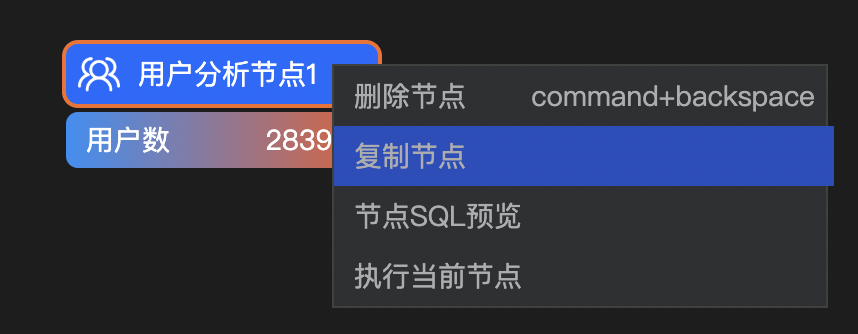 用户分析节点1
用户数 2839
删除节点 command+backspace
复制节点
节点SQL预览
执行当前节点